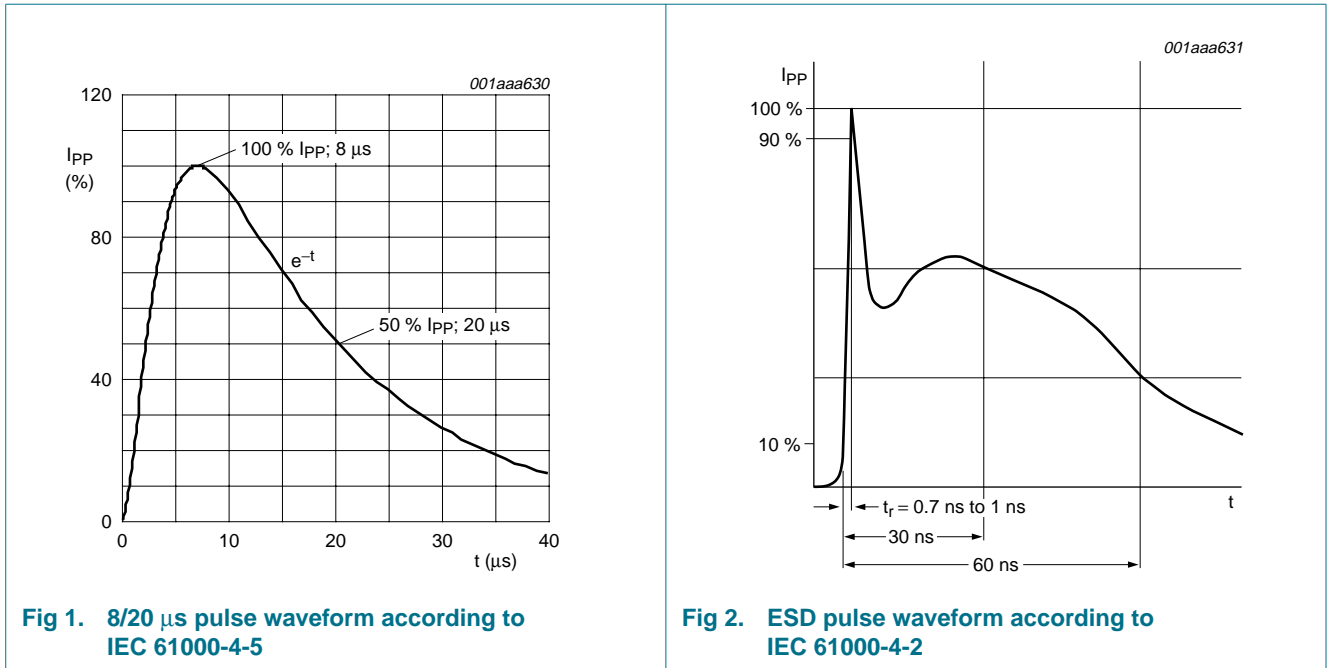 001aaa630
120
80
40
0
IPP
(%)
100 % IPP; 8 μs
e−t
50 % IPP; 20 μs
0
10
20
30
40
t (μs)
Fig 1. 8/20 μs pulse waveform according to
IEC 61000-4-5
001aaa631
IPP
100 %
90 %
10 %
t
tr = 0.7 ns to 1 ns
30 ns
60 ns
Fig 2. ESD pulse waveform according to
IEC 61000-4-2